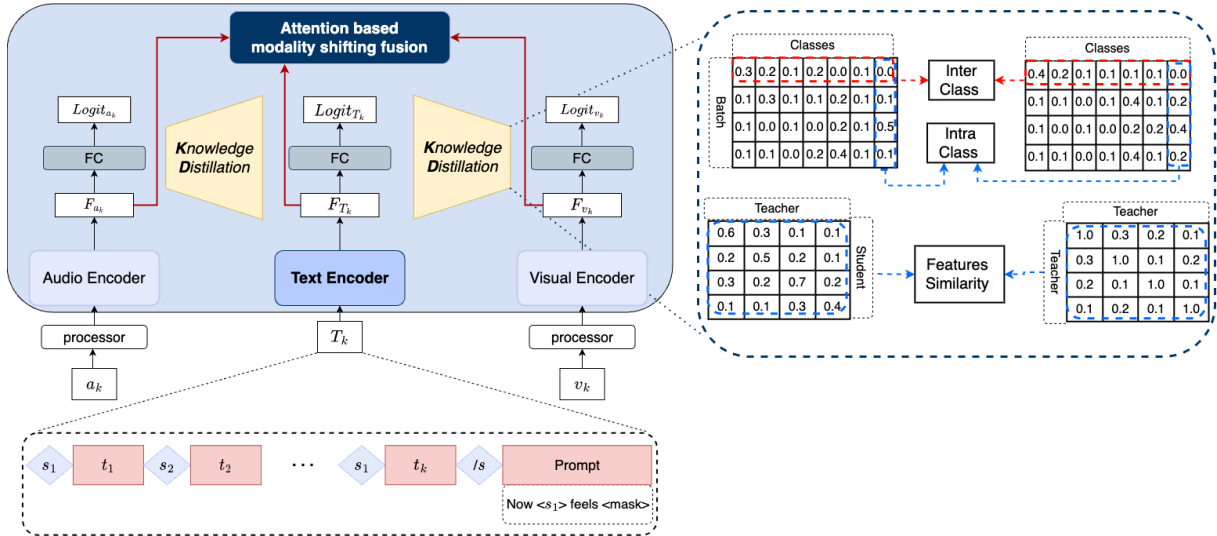 Attention based
modality shifting fusion
Logit_{a_k}
Logit_{T_k}
Logit_{v_k}
Knowledge
Distillation
Knowledge
Distillation
FC
FC
FC
F_{a_k}
F_{T_k}
F_{v_k}
Audio Encoder
Text Encoder
Visual Encoder
processor
T_k
processor
a_k
v_k
s_1 t_1 s_2 t_2 ... s_1 t_k /s Prompt
Now <s_1> feels <mask>
Classes
Batch
0.3 0.2 0.1 0.2 0.0 0.1 0.0
0.1 0.3 0.1 0.1 0.2 0.1 0.1
0.1 0.0 0.1 0.0 0.2 0.1 0.5
0.1 0.1 0.0 0.2 0.4 0.1 0.1
Inter
Class
Intra
Class
Classes
0.4 0.2 0.1 0.1 0.1 0.1 0.0
0.1 0.1 0.0 0.1 0.4 0.1 0.2
0.1 0.0 0.1 0.0 0.2 0.2 0.4
0.1 0.1 0.0 0.1 0.4 0.1 0.2
Teacher
0.6 0.3 0.1 0.1
0.2 0.5 0.2 0.1
0.3 0.2 0.7 0.2
0.1 0.1 0.3 0.4
Student
Features
Similarity
Teacher
Teacher
1.0 0.3 0.2 0.1
0.3 1.0 0.1 0.2
0.2 0.1 1.0 0.1
0.1 0.2 0.1 1.0